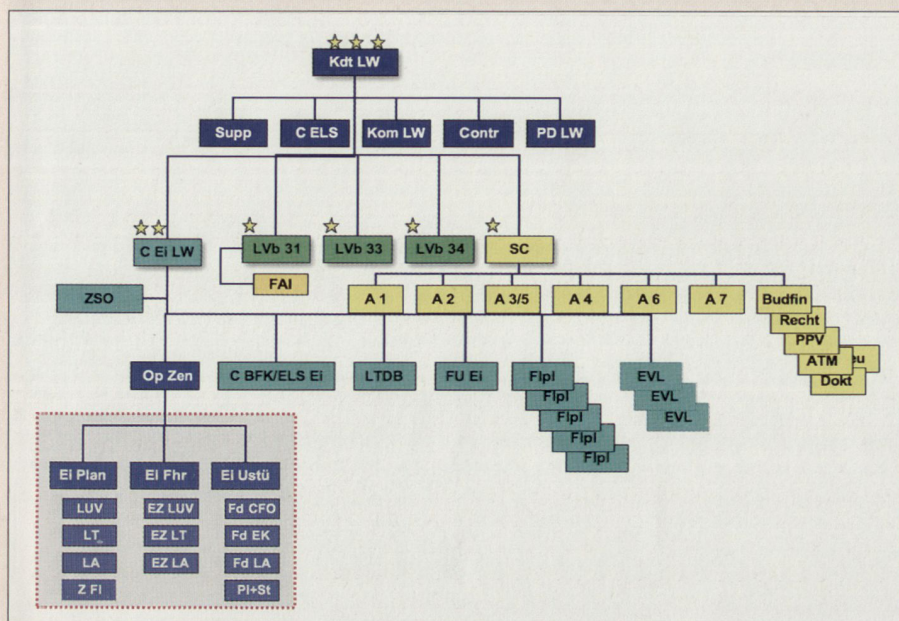 Kdt LW
Supp
C ELS
Kom LW
Contr
PD LW
C Ei LW
LVb 31
LVb 33
LVb 34
SC
FAI
ZSO
A 1
A 2
A 3/5
A 4
A 6
A 7
Budfin
Recht
PPV
ATM
Dokt
Op Zen
C BFK/ELS Ei
LTDB
FU Ei
Flpl
Flpl
Flpl
Flpl
Flpl
EVL
EVL
EVL
Ei Plan
Ei Fhr
Ei Ustü
LUV
EZ LUV
Fd CFO
LT
EZ LT
Fd EK
LA
EZ LA
Fd LA
Z Fl
Pl+St